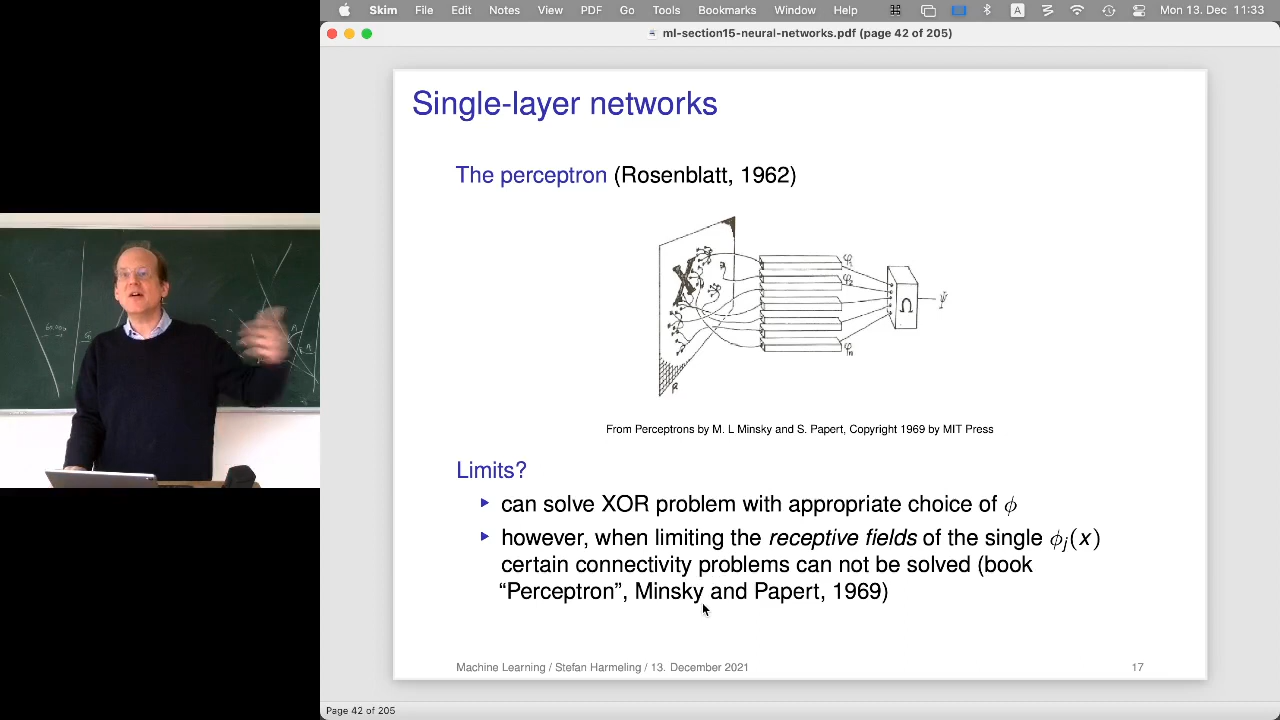 Skim File Edit Notes View PDF Go Tools Bookmarks Window Help A Mon 13. Dec 11:33
ml-section15-neural-networks.pdf (page 42 of 205)
Single-layer networks
The perceptron (Rosenblatt, 1962)
φ1
φ2
φn
R
Ω
Ψ
From Perceptrons by M. L Minsky and S. Papert, Copyright 1969 by MIT Press
Limits?
can solve XOR problem with appropriate choice of ϕ
however, when limiting the receptive fields of the single ϕj(x)
certain connectivity problems can not be solved (book
“Perceptron”, Minsky and Papert, 1969)
Machine Learning / Stefan Harmeling / 13. December 2021
17
Page 42 of 205